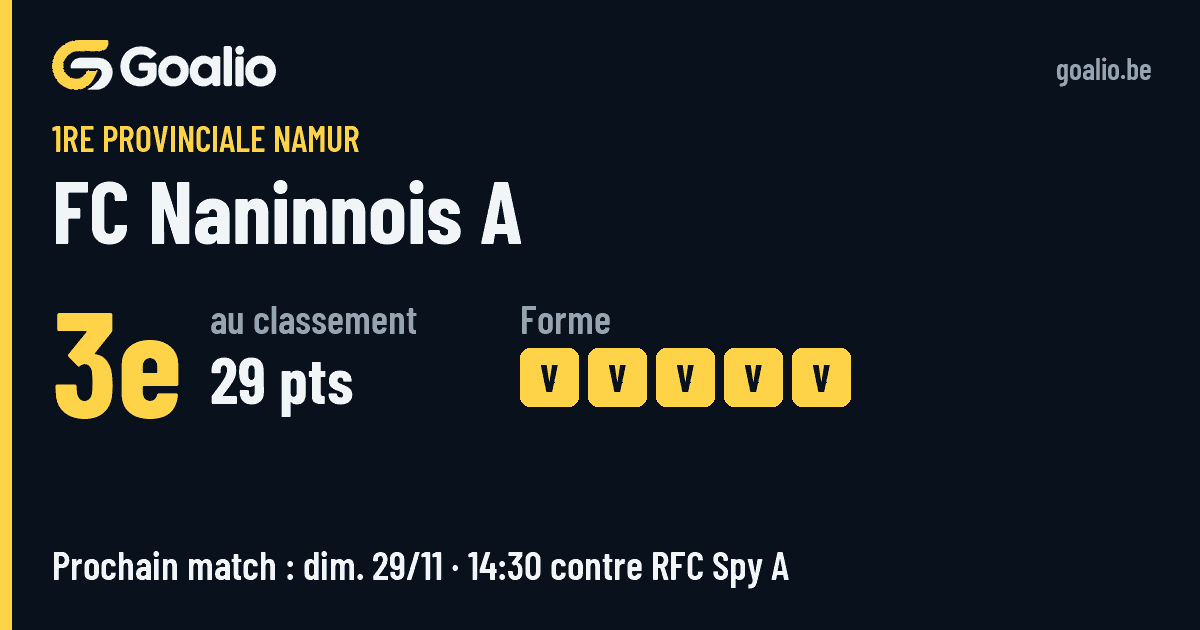 Goalio
goalio.be
1RE PROVINCIALE NAMUR
FC Naninnois A
3e
au classement
29 pts
Forme
V V V V V
Prochain match : dim. 29/11 · 14:30 contre RFC Spy A